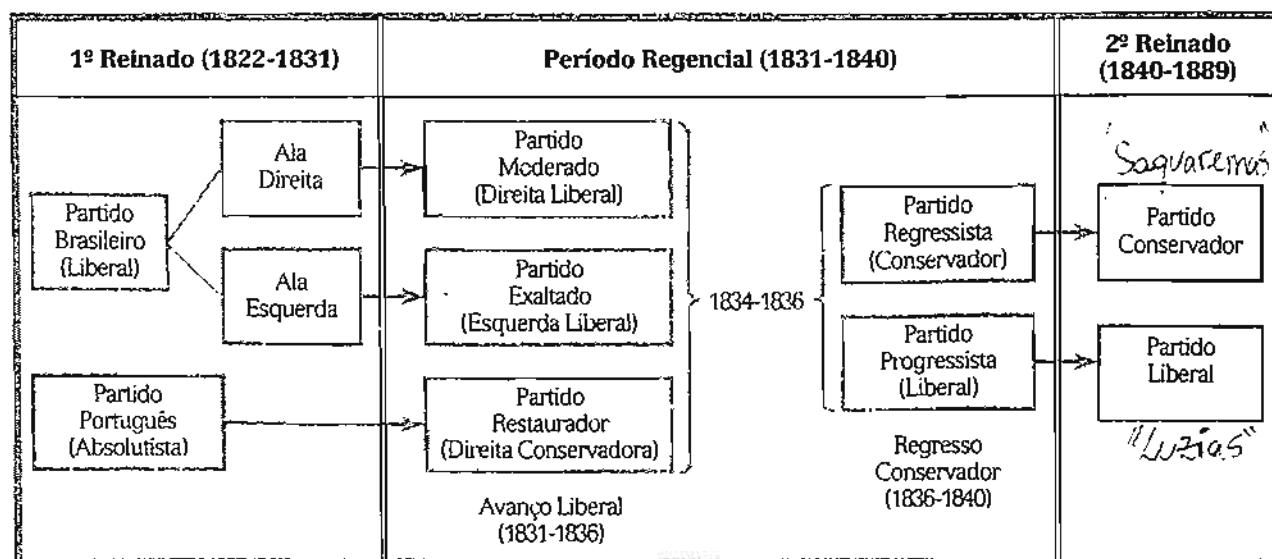 1º Reinado (1822-1831)
Período Regencial (1831-1840)
2º Reinado
(1840-1889)
Partido
Brasileiro
(Liberal)
Ala
Direita
Ala
Esquerda
Partido
Português
(Absolutista)
Partido
Moderado
(Direita Liberal)
Partido
Exaltado
(Esquerda Liberal)
Partido
Restaurador
(Direita Conservadora)
Avanço Liberal
(1831-1836)
1834-1836
Partido
Regressista
(Conservador)
Partido
Progressista
(Liberal)
Regresso
Conservador
(1836-1840)
"Saquaremas"
Partido
Conservador
Partido
Liberal
"Luzias"